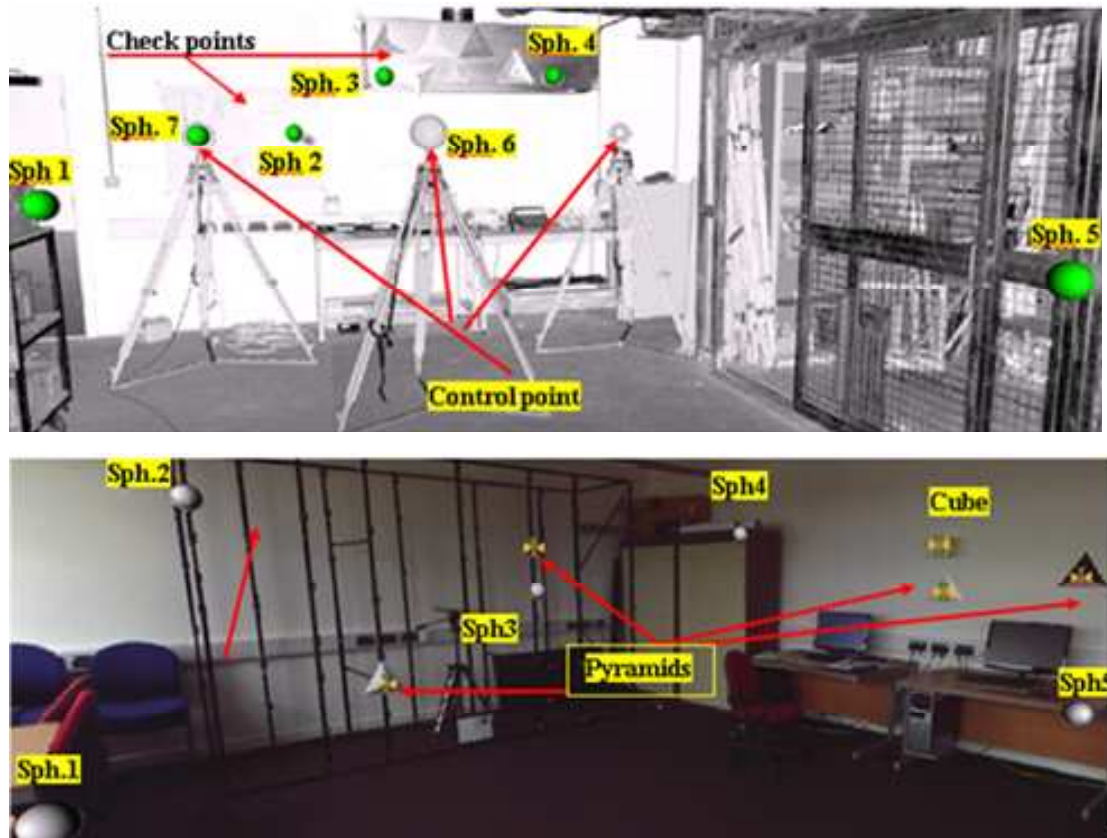 Check points
Sph. 4
Sph. 3
Sph. 7
Sph 2
Sph. 6
Sph 1
Sph. 5
Control point
Sph.2
Sph4
Cube
Sph3
Pyramids
Sph5
Sph.1